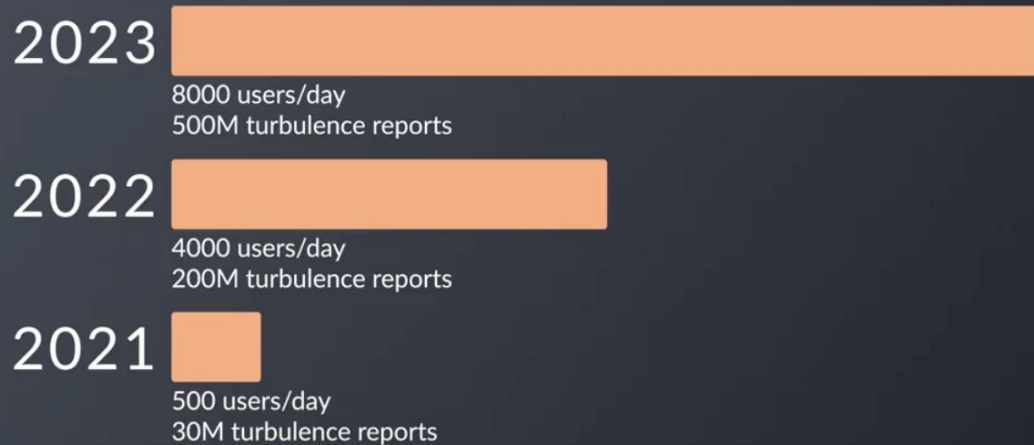 2023
8000 users/day
500M turbulence reports
2022
4000 users/day
200M turbulence reports
2021
500 users/day
30M turbulence reports